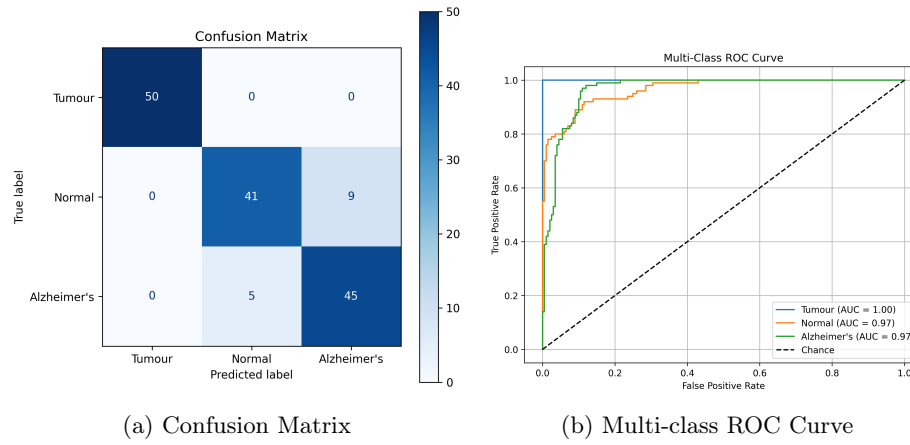 Confusion Matrix
50
40
30
20
10
0
True label
Tumour
Normal
Alzheimer's
50 0 0
0 41 9
0 5 45
Tumour Normal Alzheimer's
Predicted label
(a) Confusion Matrix
Multi-Class ROC Curve
True Positive Rate
1.0
0.8
0.6
0.4
0.2
0.0
Tumour (AUC = 1.00)
Normal (AUC = 0.97)
Alzheimer's (AUC = 0.97
Chance
0.0 0.2 0.4 0.6 0.8 1.0
False Positive Rate
(b) Multi-class ROC Curve